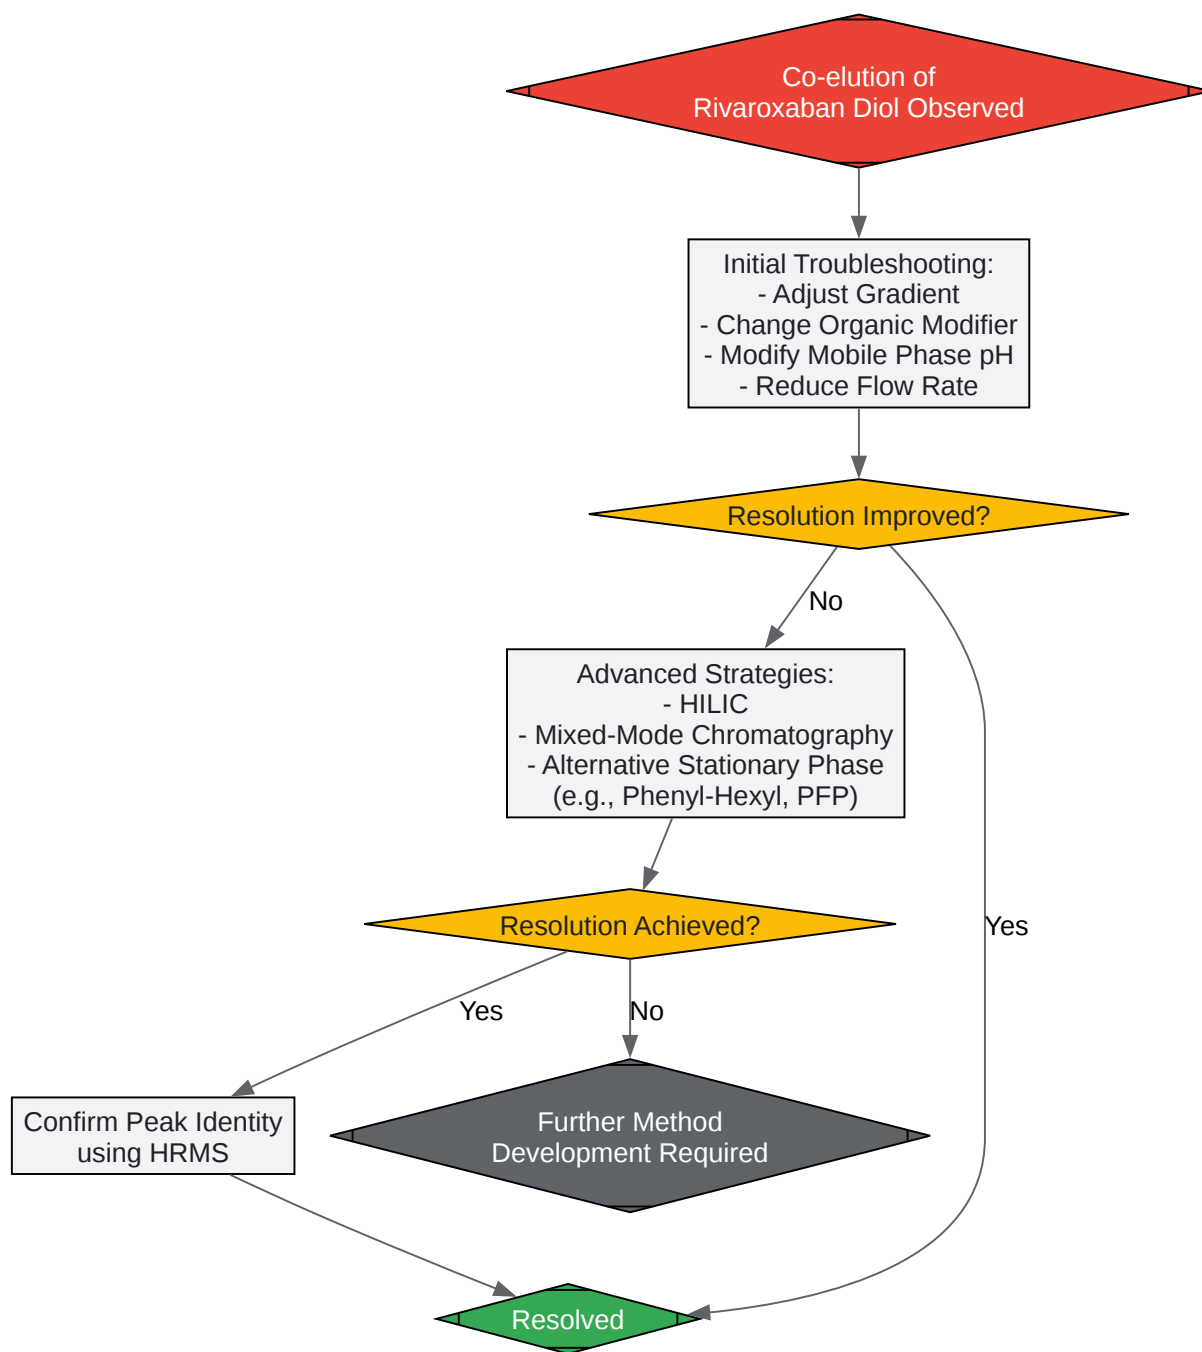 Co-elution of
Rivaroxaban Diol Observed
Initial Troubleshooting:
- Adjust Gradient
- Change Organic Modifier
- Modify Mobile Phase pH
- Reduce Flow Rate
Resolution Improved?
No
Advanced Strategies:
- HILIC
- Mixed-Mode Chromatography
- Alternative Stationary Phase
(e.g., Phenyl-Hexyl, PFP)
Resolution Achieved?
Yes
Yes
No
Confirm Peak Identity
using HRMS
Further Method
Development Required
Resolved